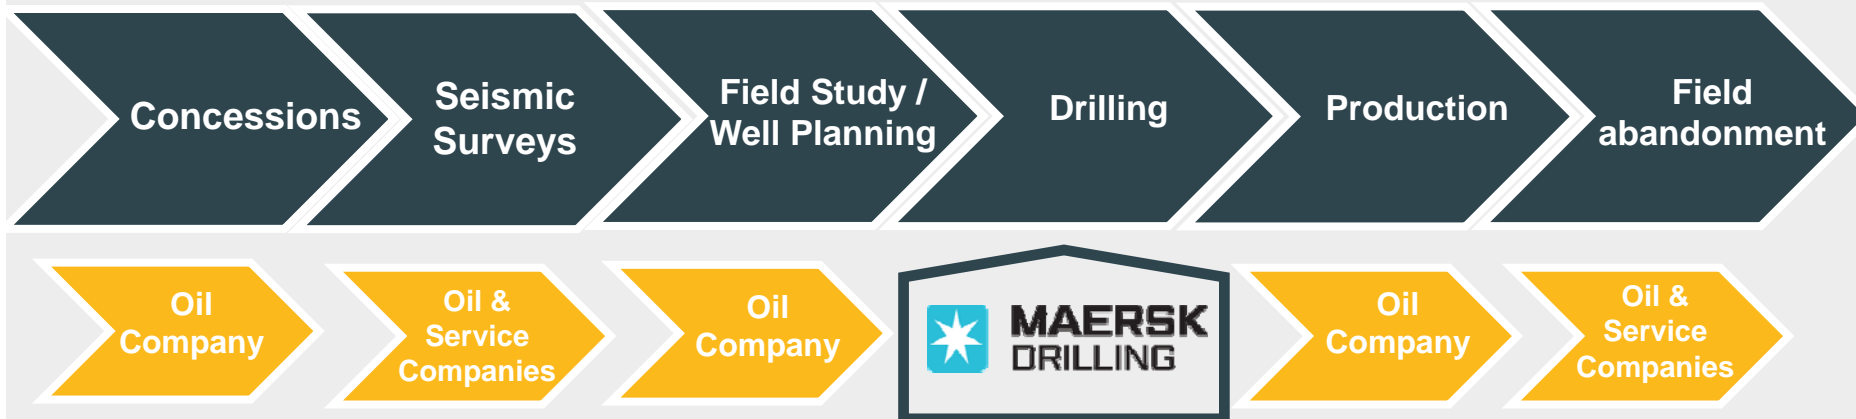 Concessions
Seismic
Surveys
Field Study /
Well Planning
Drilling
Production
Field
abandonment
Oil
Company
Oil &
Service
Companies
Oil
Company
MAERSK
DRILLING
Oil
Company
Oil &
Service
Companies